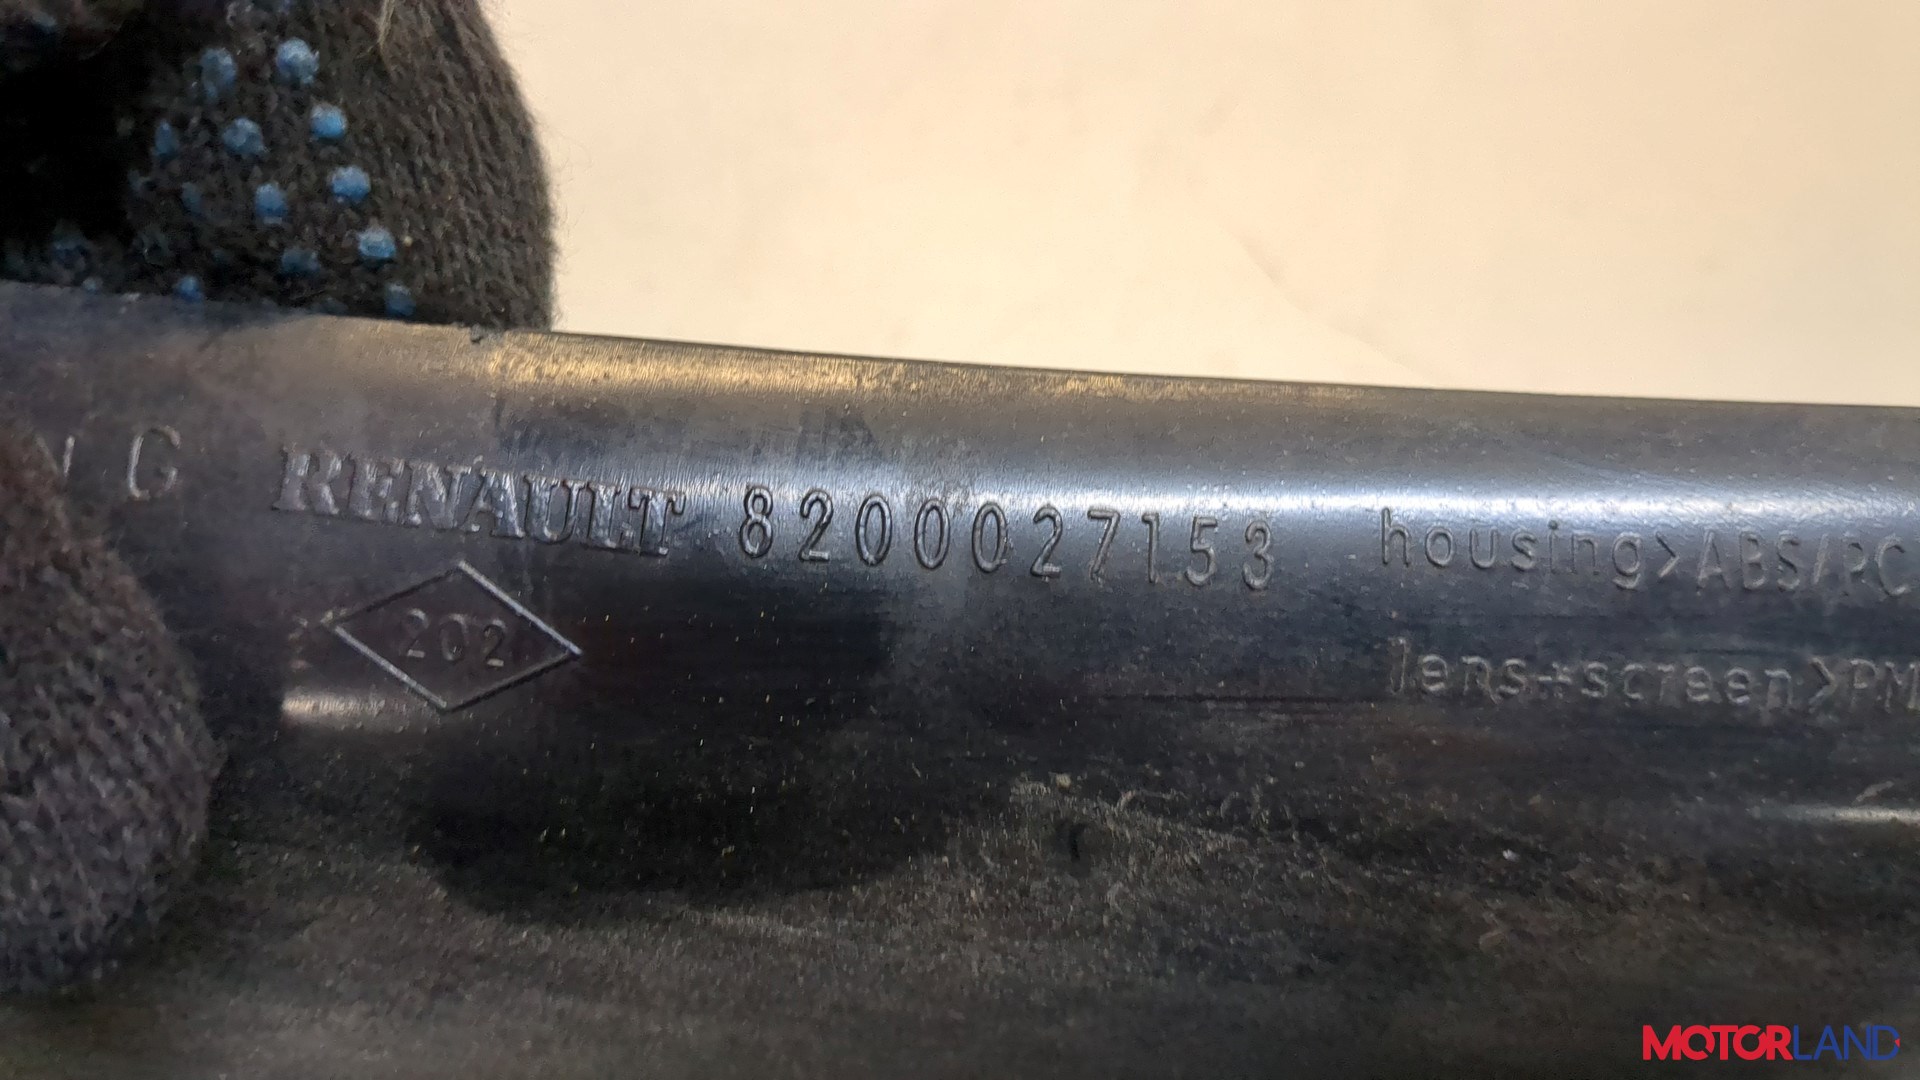 G RENAULT 8200027153 housing>ABS/PC
202
lens+screen>PM
MOTORLAND